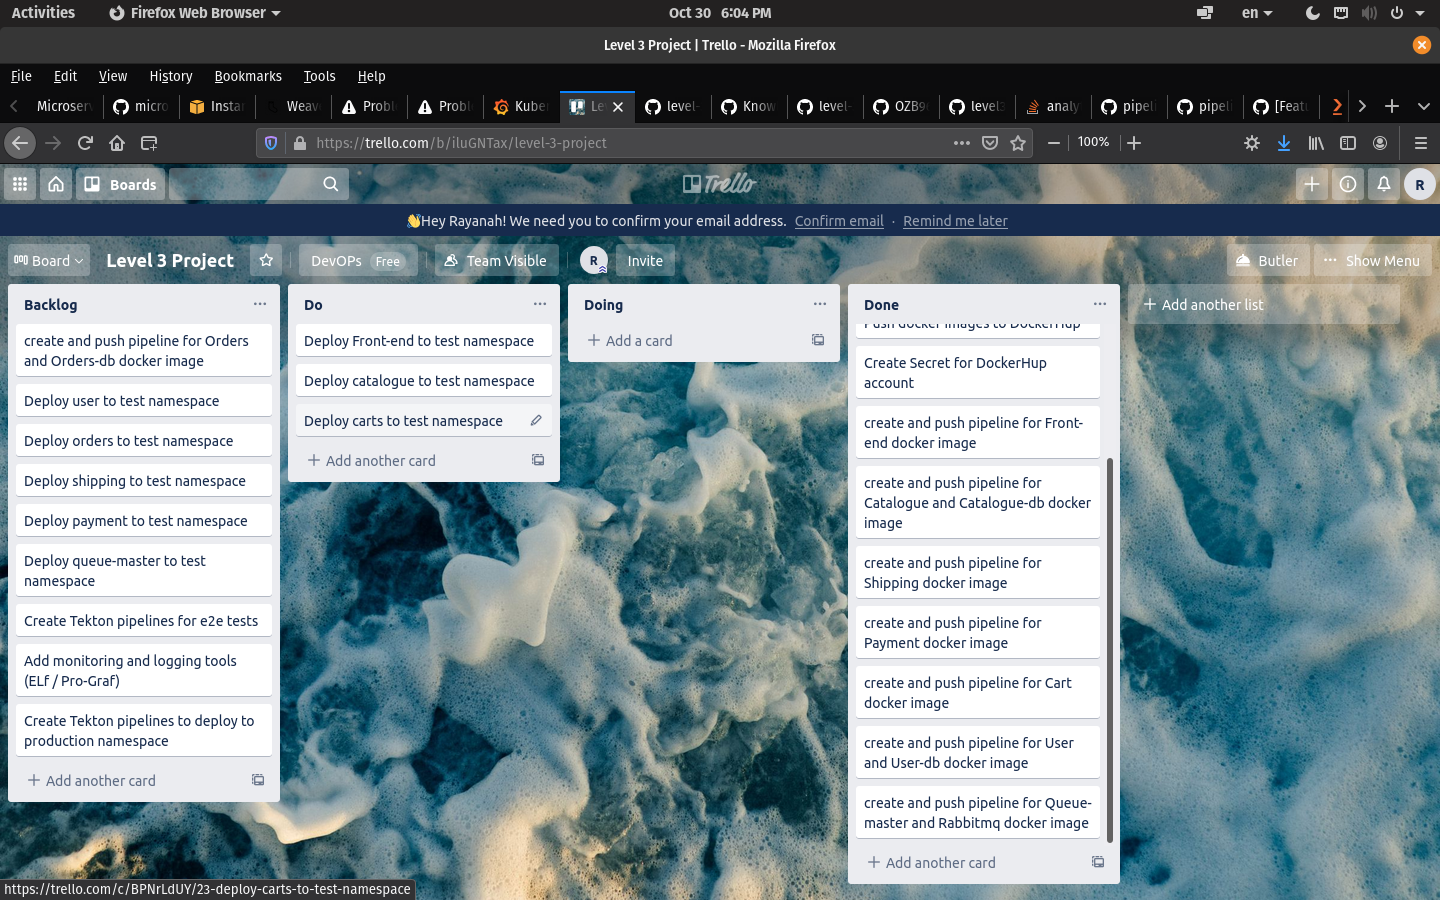 Activities
Firefox Web Browser
Oct 30 6:04 PM
en
Level 3 Project | Trello - Mozilla Firefox
File Edit View History Bookmarks Tools Help
Microserv
micro
Instan
Weave
Probl
Probl
Kuber
Le
level-
Know
level-
OZB9
level3
analy
pipeli
pipeli
[Featu
https://trello.com/b/iluGNTax/level-3-project
100%
Boards
Trello
R
👋Hey Rayanah! We need you to confirm your email address. Confirm email · Remind me later
Board
Level 3 Project
DevOPs Free
Team Visible
R
Invite
Butler
Show Menu
Backlog
create and push pipeline for Orders
and Orders-db docker image
Deploy user to test namespace
Deploy orders to test namespace
Deploy shipping to test namespace
Deploy payment to test namespace
Deploy queue-master to test
namespace
Create Tekton pipelines for e2e tests
Add monitoring and logging tools
(ELf / Pro-Graf)
Create Tekton pipelines to deploy to
production namespace
Add another card
Do
Deploy Front-end to test namespace
Deploy catalogue to test namespace
Deploy carts to test namespace
Add another card
Doing
Add a card
Done
Push docker images to DockerHup
Create Secret for DockerHup
account
create and push pipeline for Front-
end docker image
create and push pipeline for
Catalogue and Catalogue-db docker
image
create and push pipeline for
Shipping docker image
create and push pipeline for
Payment docker image
create and push pipeline for Cart
docker image
create and push pipeline for User
and User-db docker image
create and push pipeline for Queue-
master and Rabbitmq docker image
Add another card
Add another list
https://trello.com/c/BPNrLdUY/23-deploy-carts-to-test-namespace